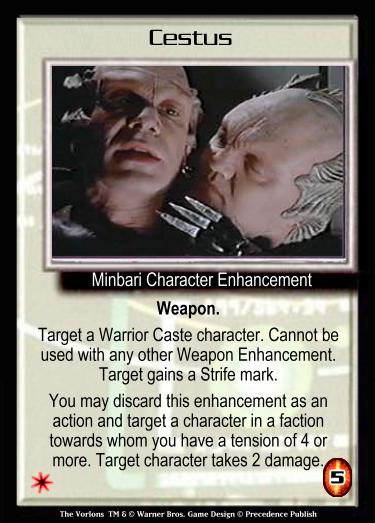 Cestus
Minbari Character Enhancement
Weapon.
Target a Warrior Caste character. Cannot be
used with any other Weapon Enhancement.
Target gains a Strife mark.
You may discard this enhancement as an
action and target a character in a faction
towards whom you have a tension of 4 or
more. Target character takes 2 damage.
5
The Vorlons TM & © Warner Bros. Game Design © Precedence Publish